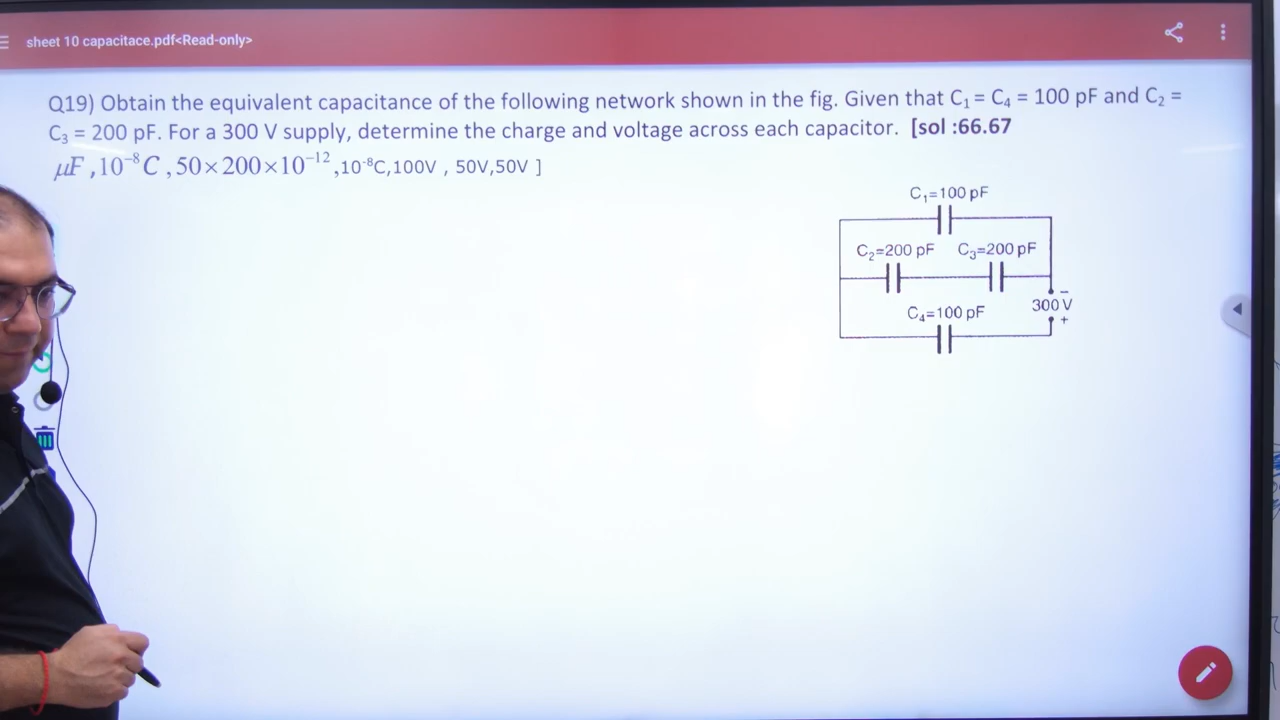 sheet 10 capacitace.pdf<Read-only>
Q19) Obtain the equivalent capacitance of the following network shown in the fig. Given that C₁ = C₄ = 100 pF and C₂ =
C₃ = 200 pF. For a 300 V supply, determine the charge and voltage across each capacitor. [sol :66.67
μF ,10⁻⁸ C , 50×200×10⁻¹² ,10⁻⁸C,100V , 50V,50V ]
C₁=100 pF
C₂=200 pF C₃=200 pF
C₄=100 pF
−
300 V
+